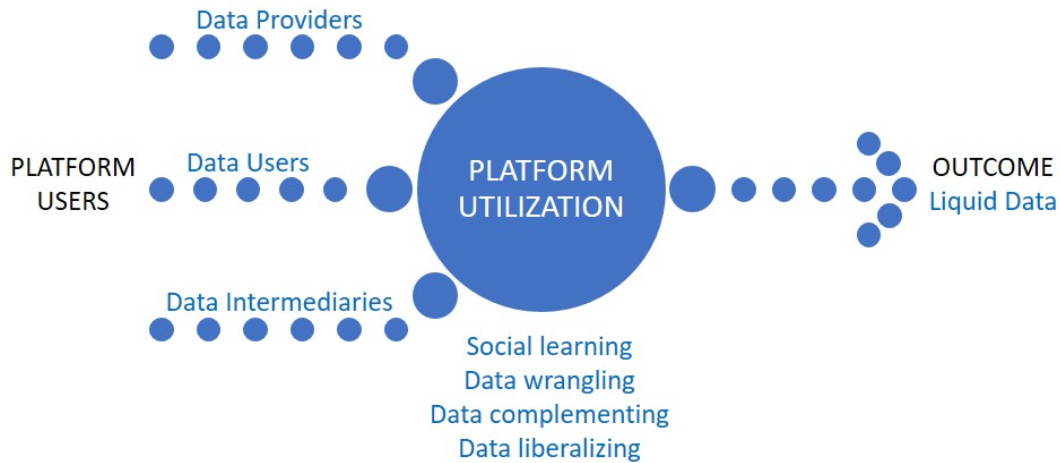 Data Providers
PLATFORM
USERS
Data Users
Data Intermediaries
PLATFORM
UTILIZATION
Social learning
Data wrangling
Data complementing
Data liberalizing
OUTCOME
Liquid Data